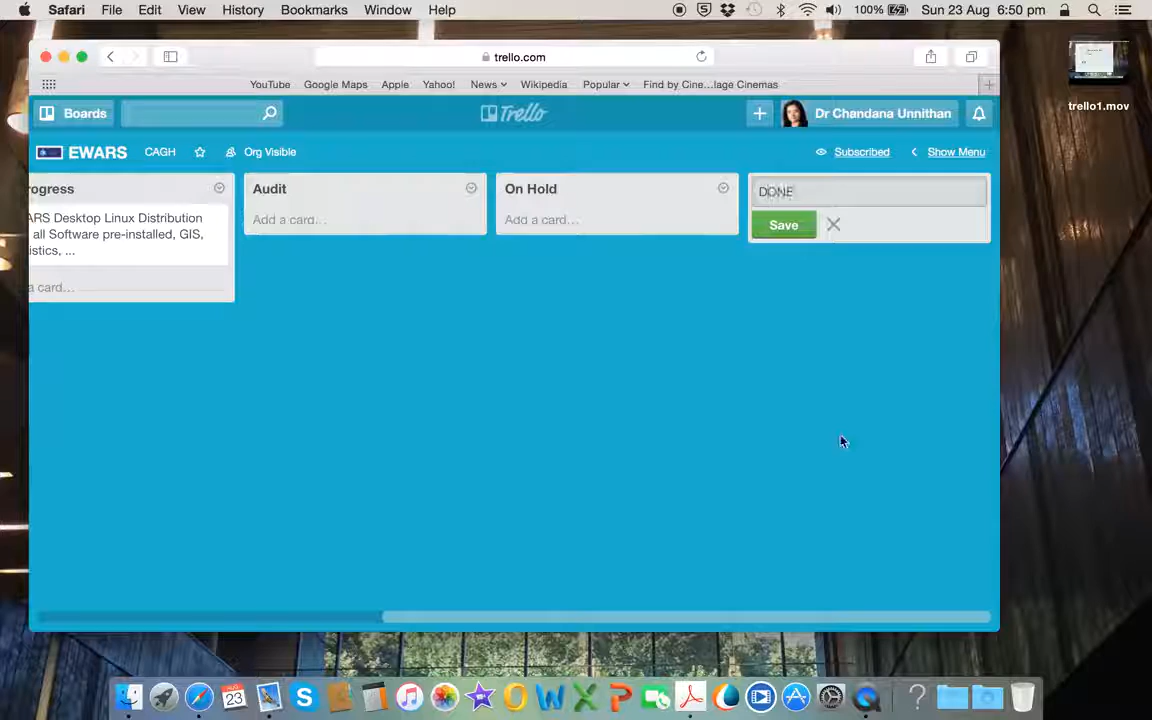 Safari File Edit View History Bookmarks Window Help 100% Sun 23 Aug 6:50 pm
trello.com
YouTube Google Maps Apple Yahoo! News Wikipedia Popular Find by Cine...lage Cinemas
trello1.mov
Boards Trello Dr Chandana Unnithan
EWARS CAGH Org Visible Subscribed Show Menu
rogress Audit On Hold DONE
ARS Desktop Linux Distribution Add a card... Add a card... Save
all Software pre-installed, GIS,
istics, ...
a card...